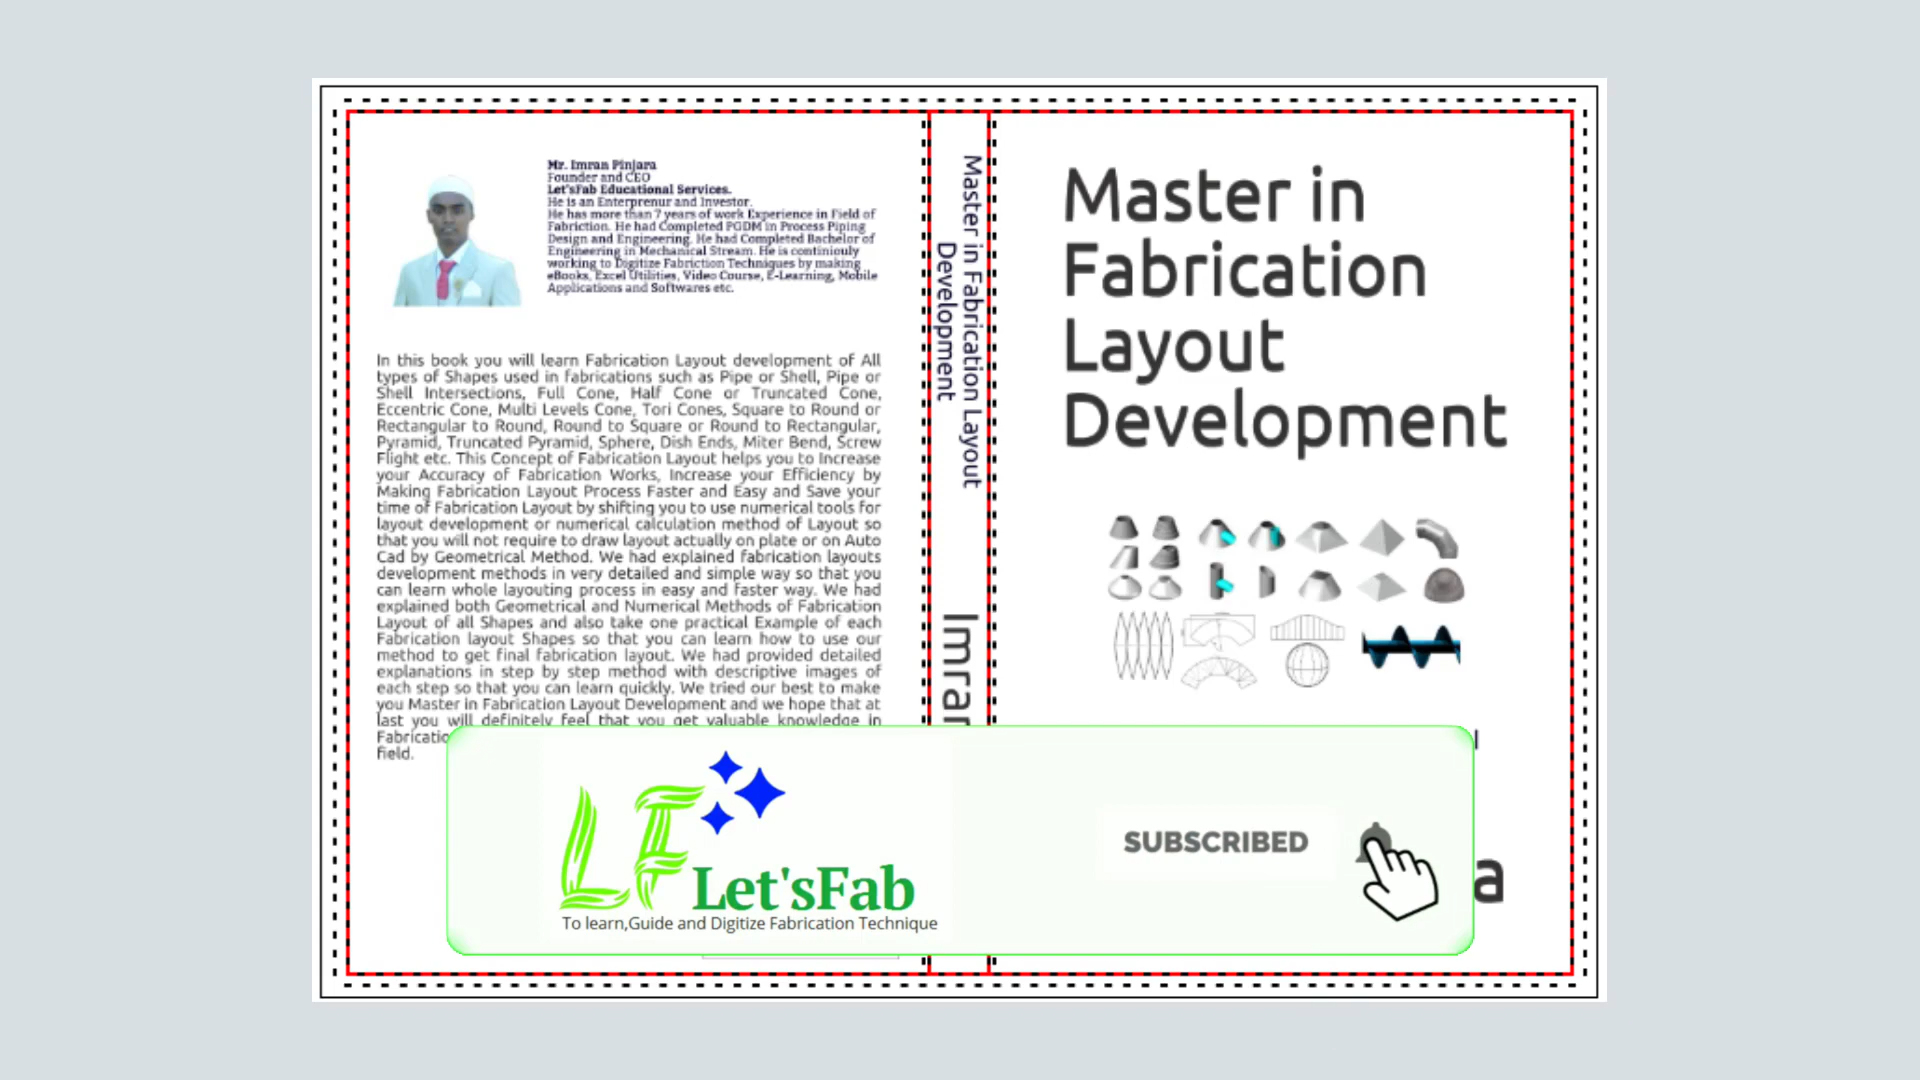 Mr. Imran Pinjara
Founder and CEO
Let'sFab Educational Services.
He is an Enterprenur and Investor.
He has more than 7 years of work Experience in Field of
Fabriction. He had Completed PGDM in Process Piping
Design and Engineering. He had Completed Bachelor of
Engineering in Mechanical Stream. He is continiouly
working to Digitize Fabriction Techniques by making
eBooks, Excel Utilities, Video Course, E-Learning, Mobile
Applications and Softwares etc.
In this book you will learn Fabrication Layout development of All
types of Shapes used in fabrications such as Pipe or Shell, Pipe or
Shell Intersections, Full Cone, Half Cone or Truncated Cone,
Eccentric Cone, Multi Levels Cone, Tori Cones, Square to Round or
Rectangular to Round, Round to Square or Round to Rectangular,
Pyramid, Truncated Pyramid, Sphere, Dish Ends, Miter Bend, Screw
Flight etc. This Concept of Fabrication Layout helps you to Increase
your Accuracy of Fabrication Works, Increase your Efficiency by
Making Fabrication Layout Process Faster and Easy and Save your
time of Fabrication Layout by shifting you to use numerical tools for
layout development or numerical calculation method of Layout so
that you will not require to draw layout actually on plate or on Auto
Cad by Geometrical Method. We had explained fabrication layouts
development methods in very detailed and simple way so that you
can learn whole layouting process in easy and faster way. We had
explained both Geometrical and Numerical Methods of Fabrication
Layout of all Shapes and also take one practical Example of each
Fabrication layout Shapes so that you can learn how to use our
method to get final fabrication layout. We had provided detailed
explanations in step by step method with descriptive images of
each step so that you can learn quickly. We tried our best to make
you Master in Fabrication Layout Development and we hope that at
last you will definitely feel that you get valuable knowledge in
Fabricatio
field.
Master in Fabrication Layout
Development
Imran
Master in
Fabrication
Layout
Development
a
LF
Let'sFab
To learn,Guide and Digitize Fabrication Technique
SUBSCRIBED